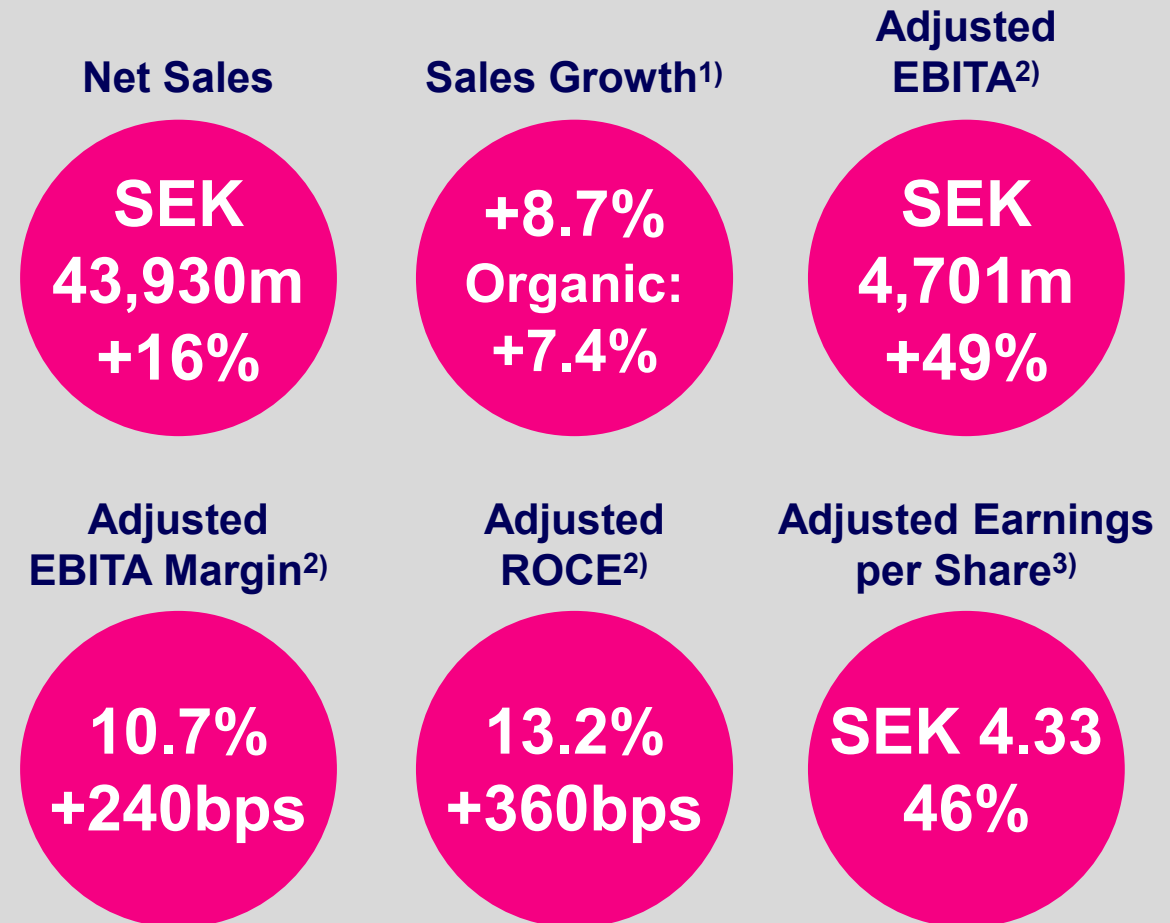 Net Sales
SEK
43,930m
+16%
Sales Growth1)
+8.7%
Organic:
+7.4%
Adjusted
EBITA2)
SEK
4,701m
+49%
Adjusted
EBITA Margin2)
10.7%
+240bps
Adjusted
ROCE2)
13.2%
+360bps
Adjusted Earnings
per Share3)
SEK 4.33
46%